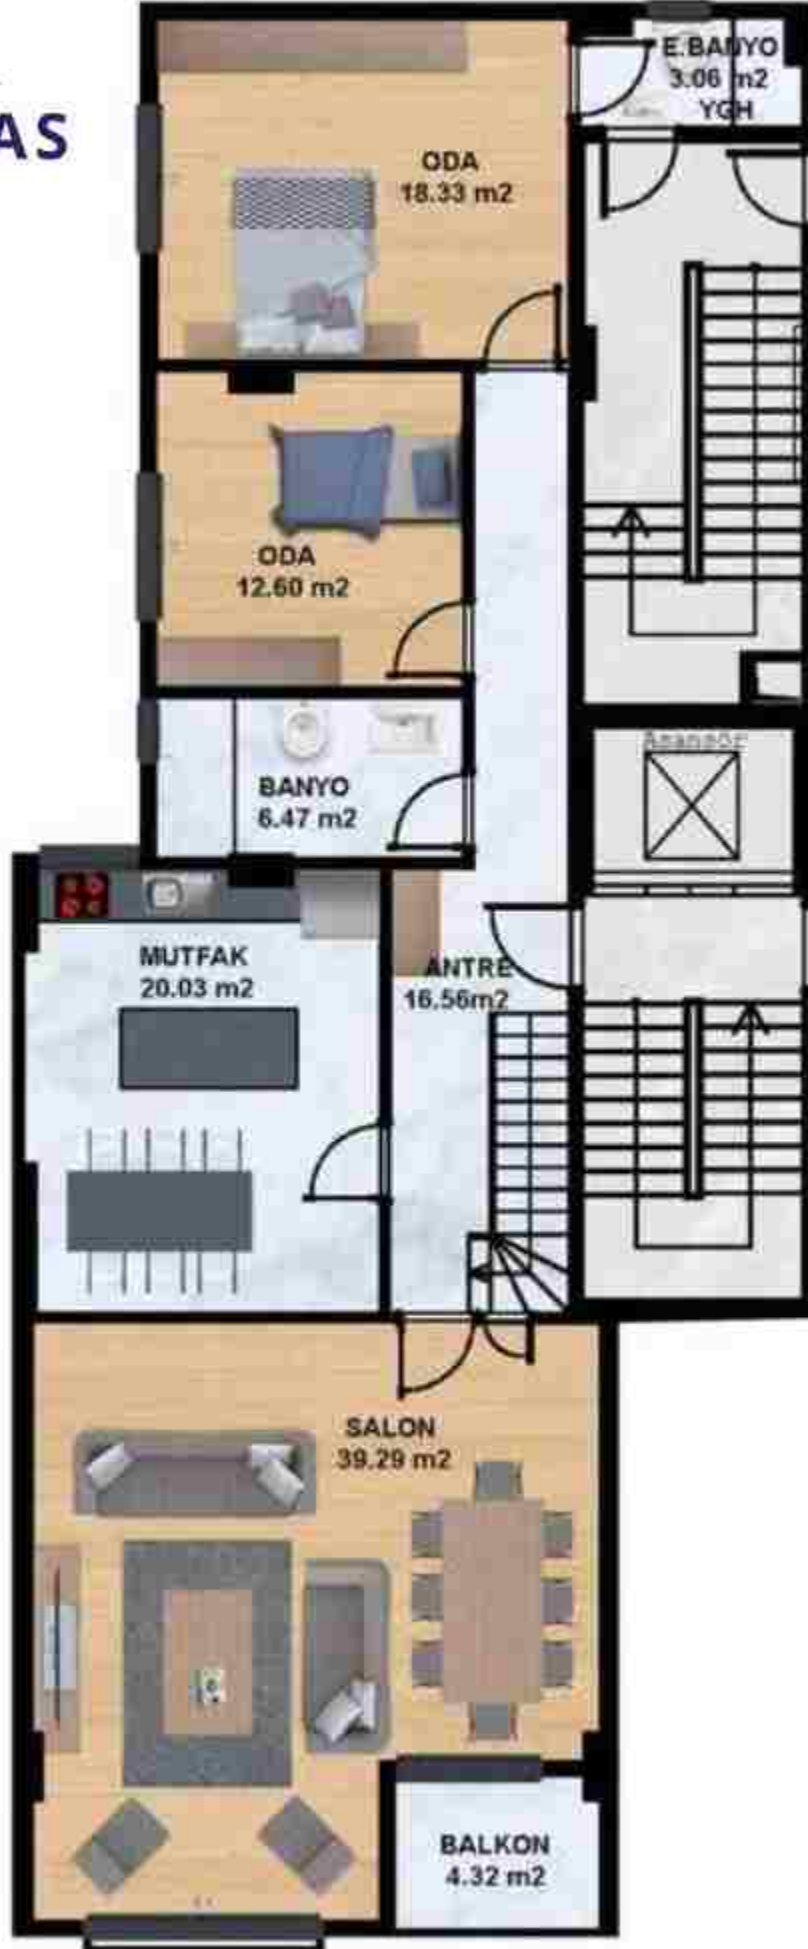 AS
E.BANYO
3.06 m2
YGH
ODA
18.33 m2
ODA
12.60 m2
Asansör
BANYO
6.47 m2
MUTFAK
20.03 m2
ANTRE
16.56m2
SALON
39.29 m2
BALKON
4.32 m2